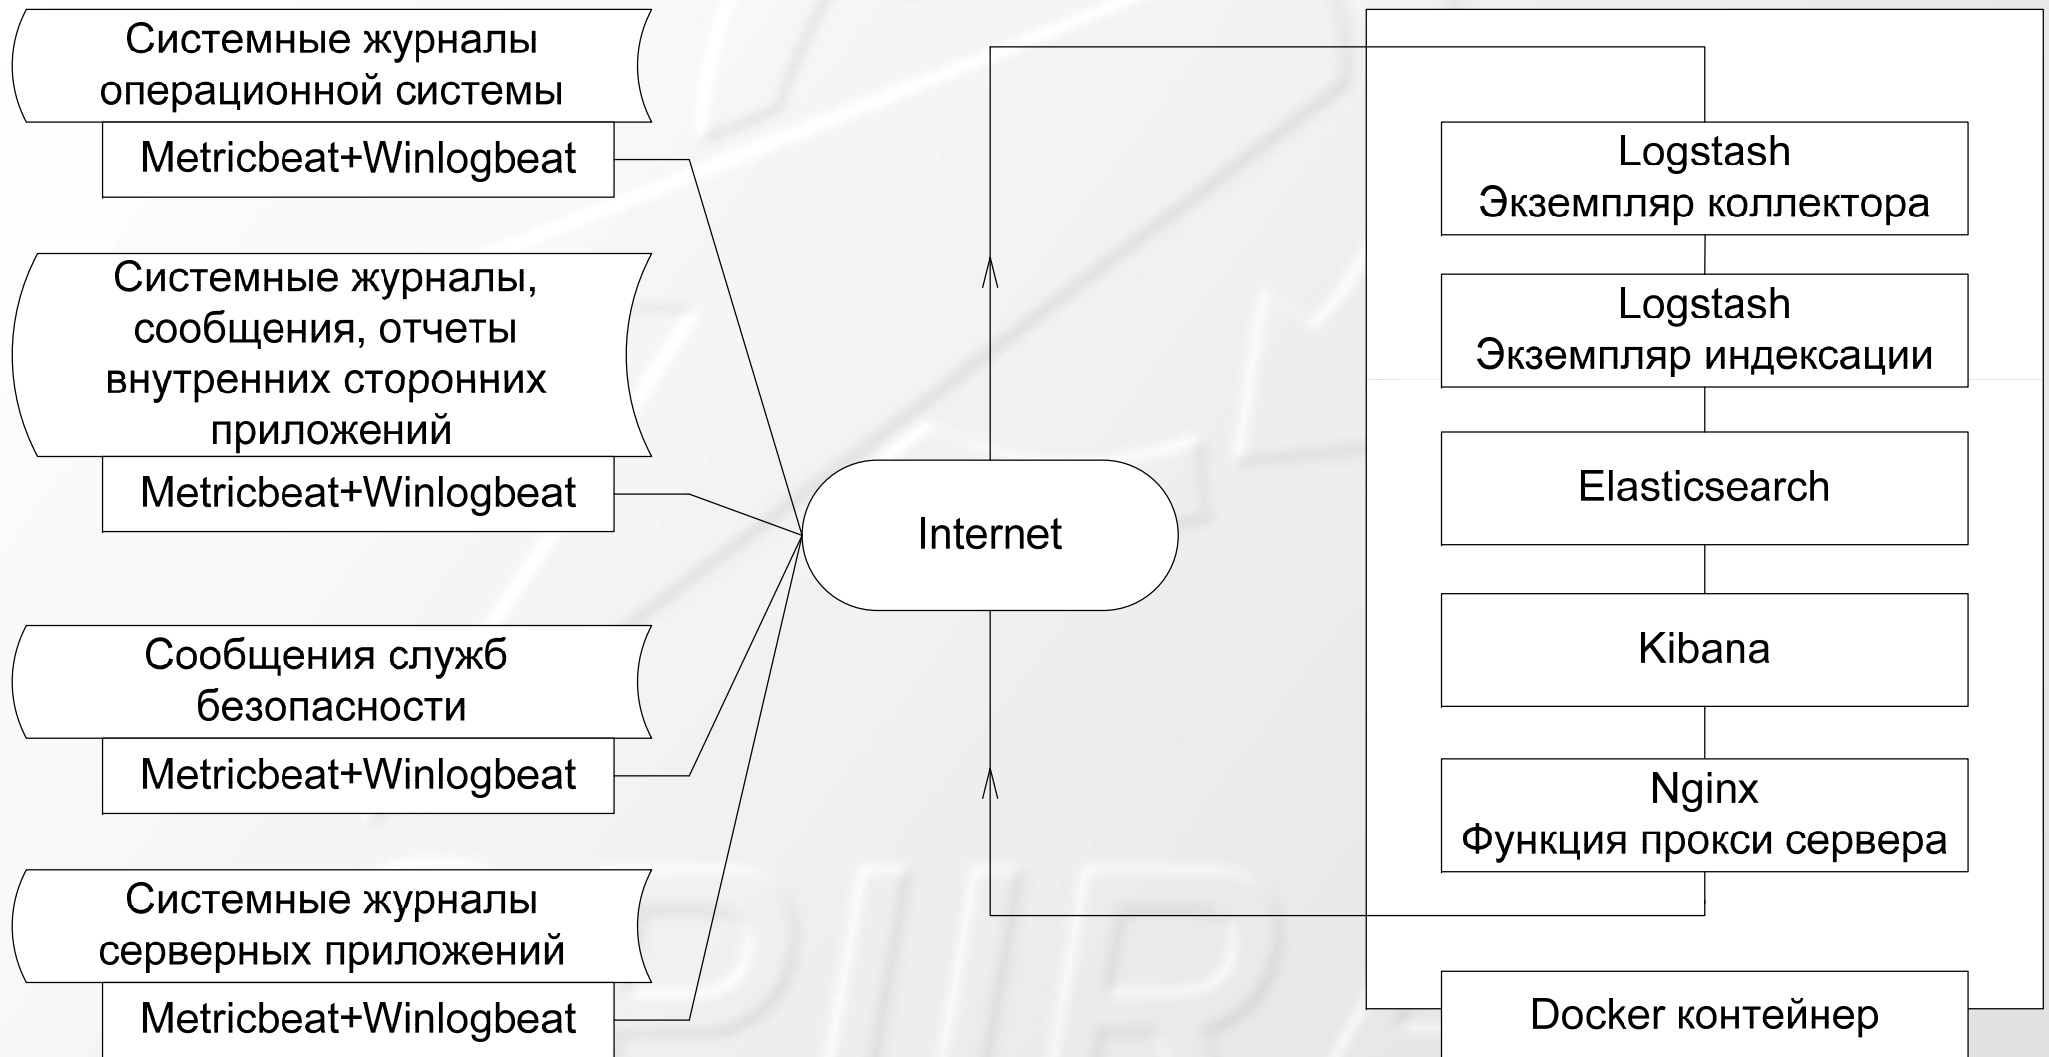 Системные журналы
операционной системы
Metricbeat+Winlogbeat
Системные журналы,
сообщения, отчеты
внутренних сторонних
приложений
Metricbeat+Winlogbeat
Сообщения служб
безопасности
Metricbeat+Winlogbeat
Системные журналы
серверных приложений
Metricbeat+Winlogbeat
Internet
Logstash
Экземпляр коллектора
Logstash
Экземпляр индексации
Elasticsearch
Kibana
Nginx
Функция прокси сервера
Docker контейнер